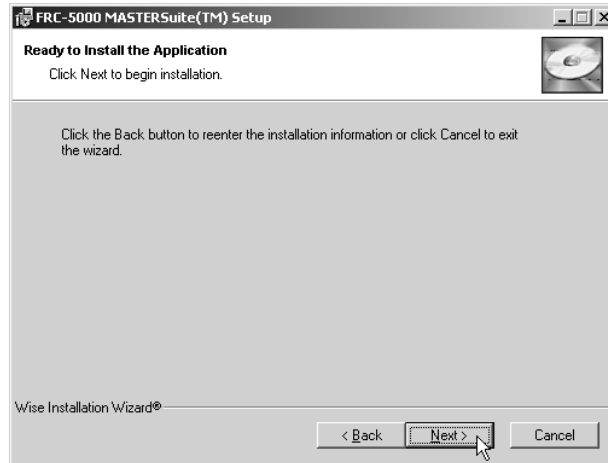 FRC-5000 MASTERSuite(TM) Setup
Ready to Install the Application
Click Next to begin installation.
Click the Back button to reenter the installation information or click Cancel to exit
the wizard.
Wise Installation Wizard®
< Back Next > Cancel